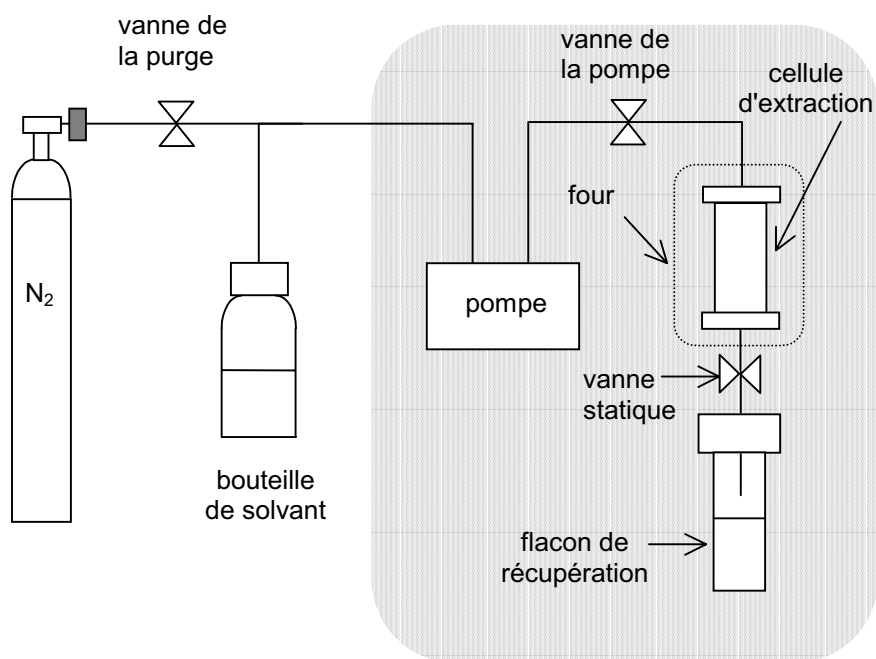 vanne de
la purge
vanne de
la pompe
cellule
d'extraction
four
N₂
pompe
vanne
statique
bouteille
de solvant
flacon de
récupération